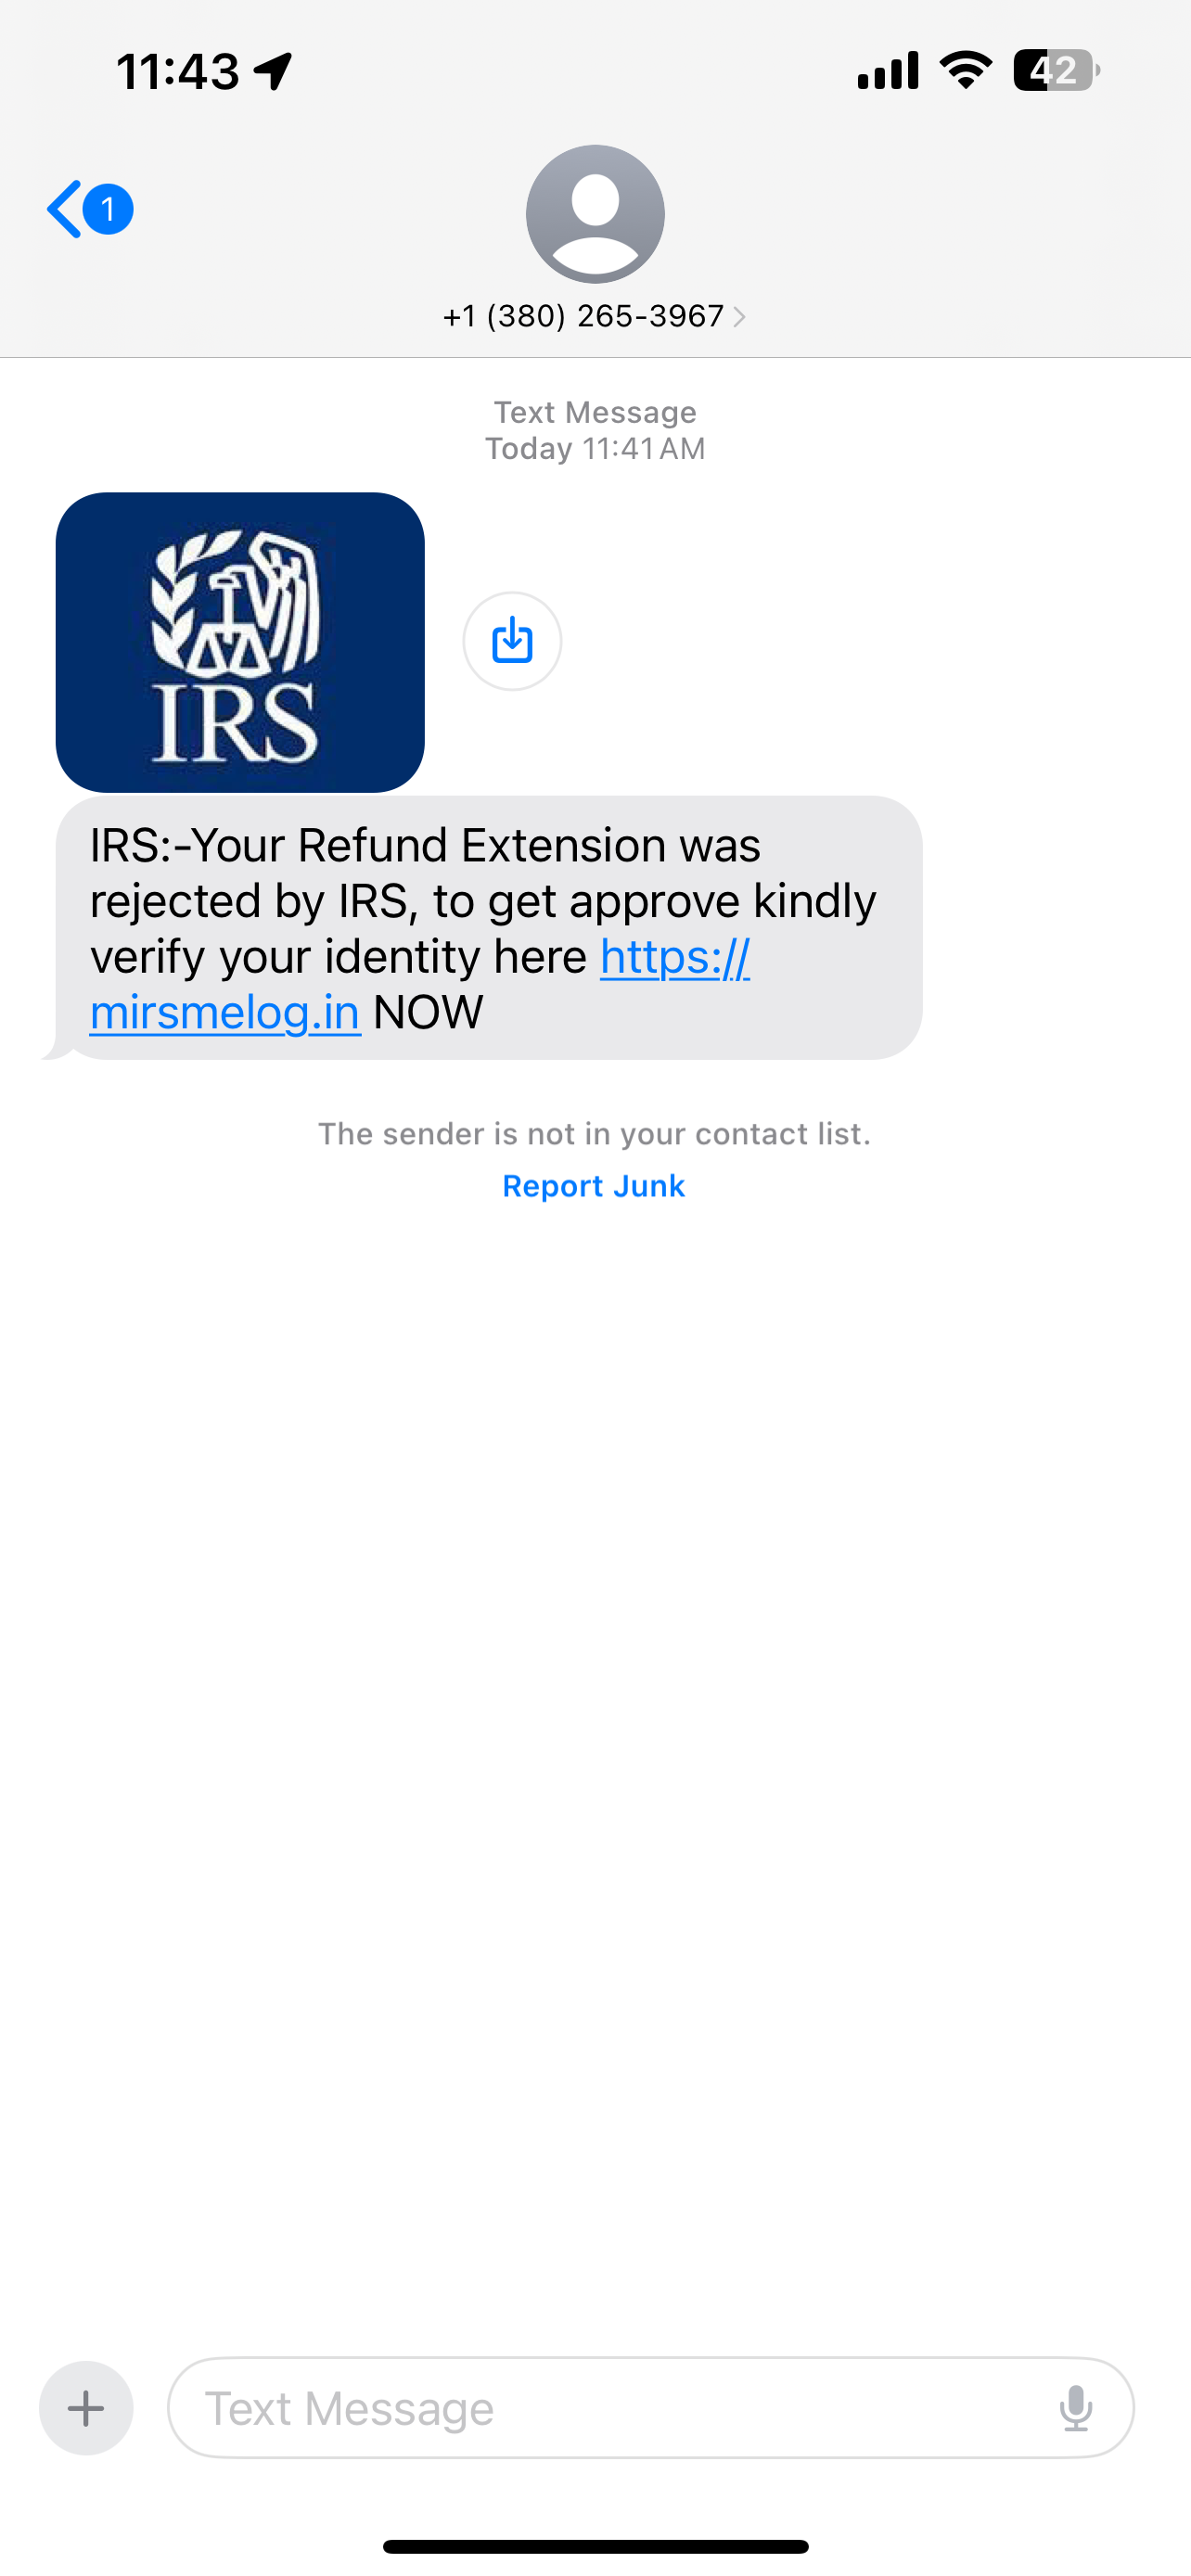 11:43
42
1
+1 (380) 265-3967
Text Message
Today 11:41 AM
IRS
IRS:-Your Refund Extension was
rejected by IRS, to get approve kindly
verify your identity here https://
mirsmelog.in NOW
The sender is not in your contact list.
Report Junk
Text Message